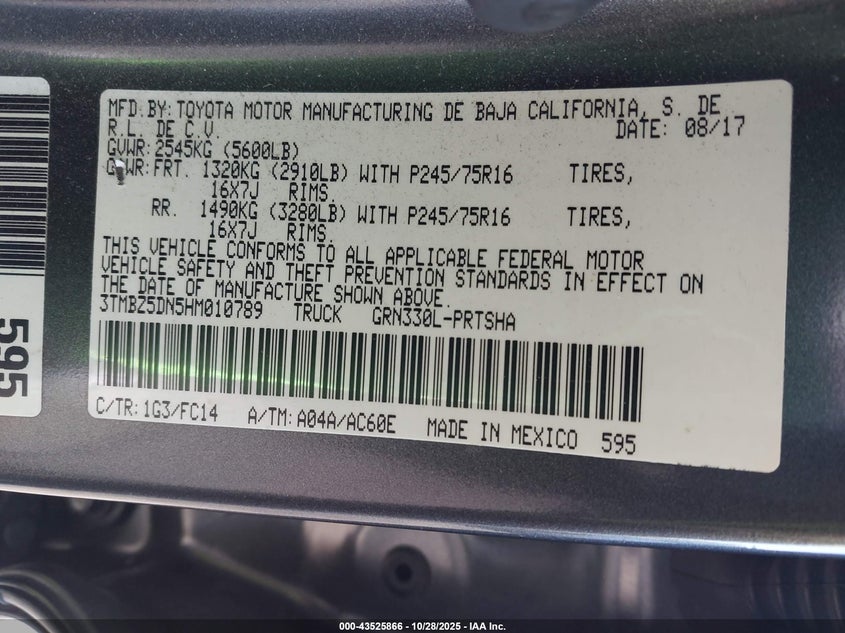 MFD.BY:TOYOTA MOTOR MANUFACTURING DE BAJA CALIFORNIA, S. DE
R.L. DE C.V. DATE: 08/17
GVWR:2545KG (5600LB)
G WR:FRT. 1320KG (2910LB) WITH P245/75R16 TIRES,
16X7J RIMS.
RR. 1490KG (3280LB) WITH P245/75R16 TIRES,
16X7J RIMS.
THIS VEHICLE CONFORMS TO ALL APPLICABLE FEDERAL MOTOR
VEHICLE SAFETY AND THEFT PREVENTION STANDARDS IN EFFECT ON
THE DATE OF MANUFACTURE SHOWN ABOVE.
3TMBZ5DN5HM010789 TRUCK GRN330L-PRTSHA
C/TR:1G3/FC14 A/TM:A04A/AC60E MADE IN MEXICO 595
595
000-43525866 - 10/28/2025 - IAA Inc.